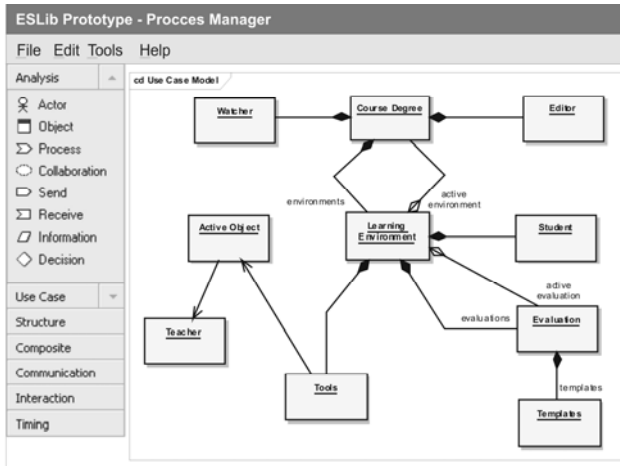 ESLib Prototype - Procces Manager
File Edit Tools Help
Analysis
Actor
Object
Process
Collaboration
Send
Receive
Information
Decision
Use Case
Structure
Composite
Communication
Interaction
Timing
cd Use Case Model
Watcher
Course Degree
Editor
environments
active
environment
Active Object
Learning
Environment
Student
active
evaluation
evaluations
Evaluation
Teacher
Tools
templates
Templates